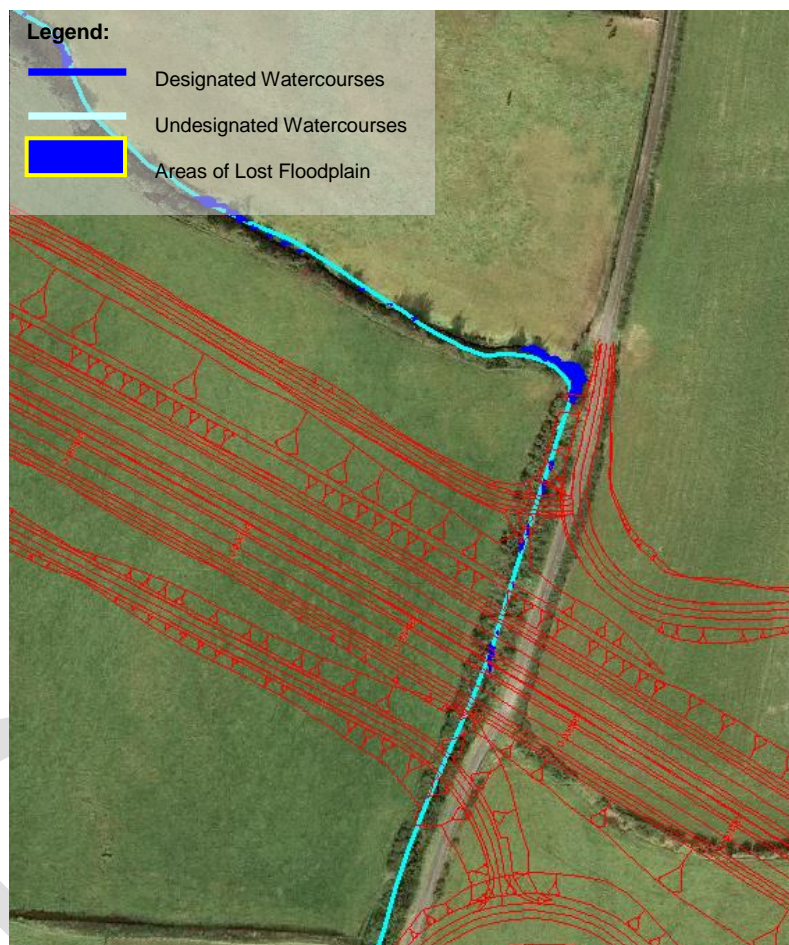 Legend:
Designated Watercourses
Undesignated Watercourses
Areas of Lost Floodplain